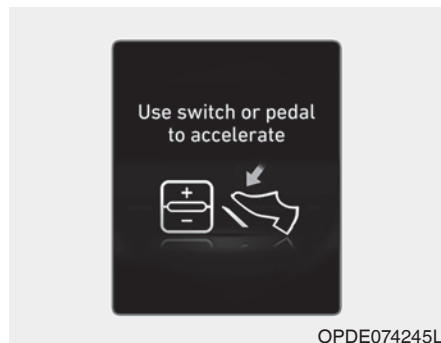 Use switch or pedal
to accelerate
+
−
OPDE074245L